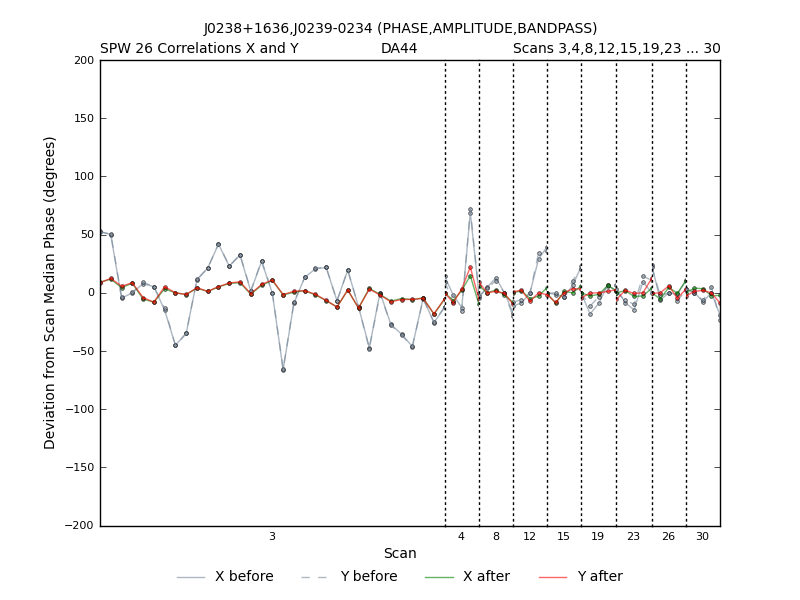 J0238+1636,J0239-0234 (PHASE,AMPLITUDE,BANDPASS)
SPW 26 Correlations X and Y DA44 Scans 3,4,8,12,15,19,23 ... 30
200
150
100
50
0
−50
−100
−150
−200
Deviation from Scan Median Phase (degrees)
3 4 8 12 15 19 23 26 30
Scan
X before Y before X after Y after